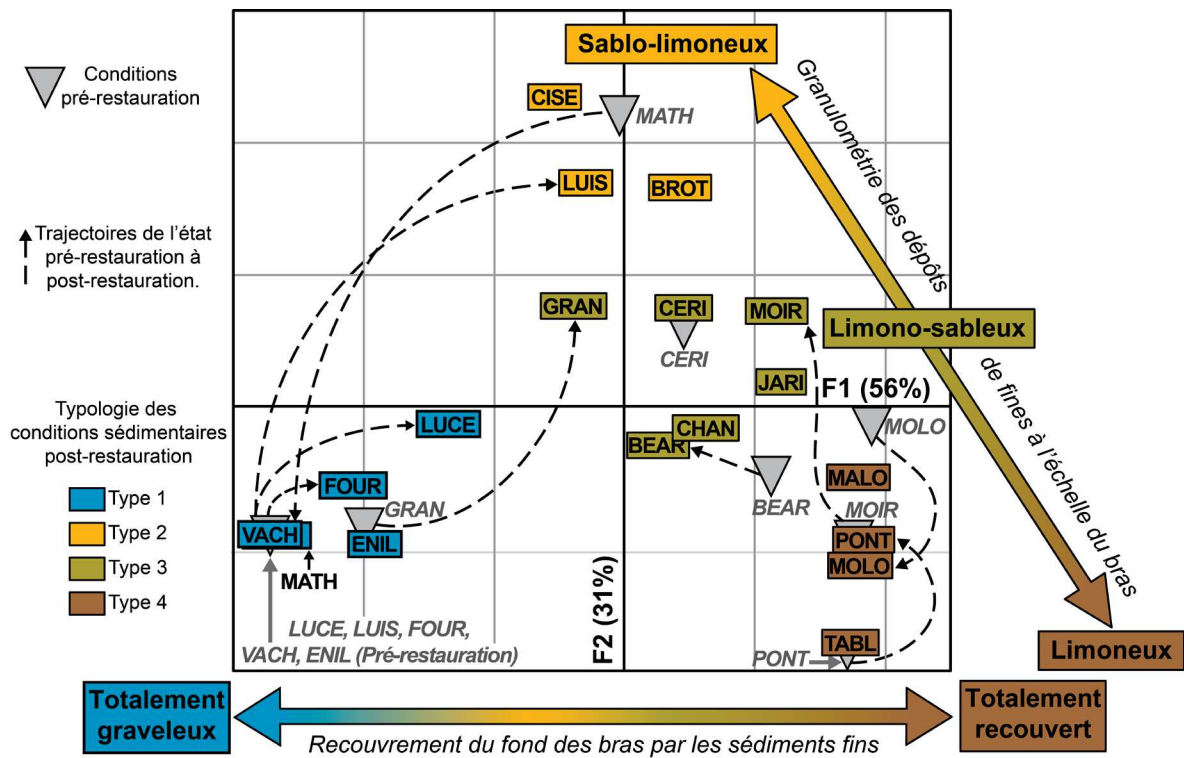 Sablo-limoneux
Conditions
pré-restauration
CISE
MATH
Granulométrie des dépôts
de fines à l'échelle du bras
LUIS
BROT
Trajectoires de l'état
pré-restauration à
post-restauration.
GRAN
CERI
MOIR
Limono-sableux
CERI
JARI
F1 (56%)
Typologie des
conditions sédimentaires
post-restauration
LUCE
CHAN
BEAR
MOLO
FOUR
GRAN
BEAR
MALO
MOIR
Type 1
Type 2
Type 3
Type 4
VACH
ENIL
PONT
MOLO
MATH
F2 (31%)
LUCE, LUIS, FOUR,
VACH, ENIL (Pré-restauration)
PONT
TABL
Limoneux
Totalement
graveleux
Totalement
recouvert
Recouvrement du fond des bras par les sédiments fins